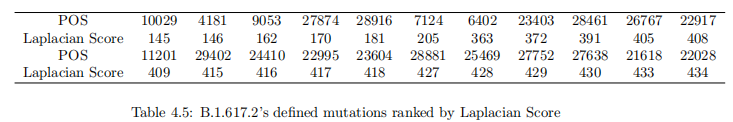 POS 10029 4181 9053 27874 28916 7124 6402 23403 28461 26767 22917
Laplacian Score 145 146 162 170 181 205 363 372 391 405 408
POS 11201 29402 24410 22995 23604 28881 25469 27752 27638 21618 22028
Laplacian Score 409 415 416 417 418 427 428 429 430 433 434
Table 4.5: B.1.617.2's defined mutations ranked by Laplacian Score